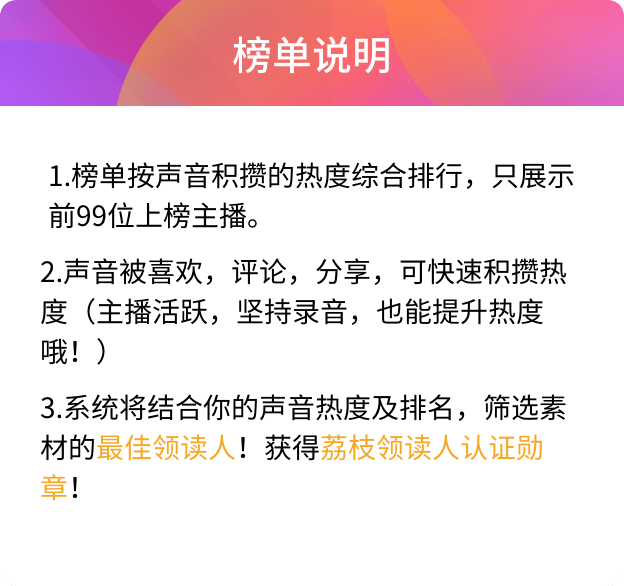 榜单说明
1.榜单按声音积攒的热度综合排行，只展示
前99位上榜主播。
2.声音被喜欢，评论，分享，可快速积攒热
度（主播活跃，坚持录音，也能提升热度
哦！）
3.系统将结合你的声音热度及排名，筛选素
材的最佳领读人！获得荔枝领读人认证勋
章！